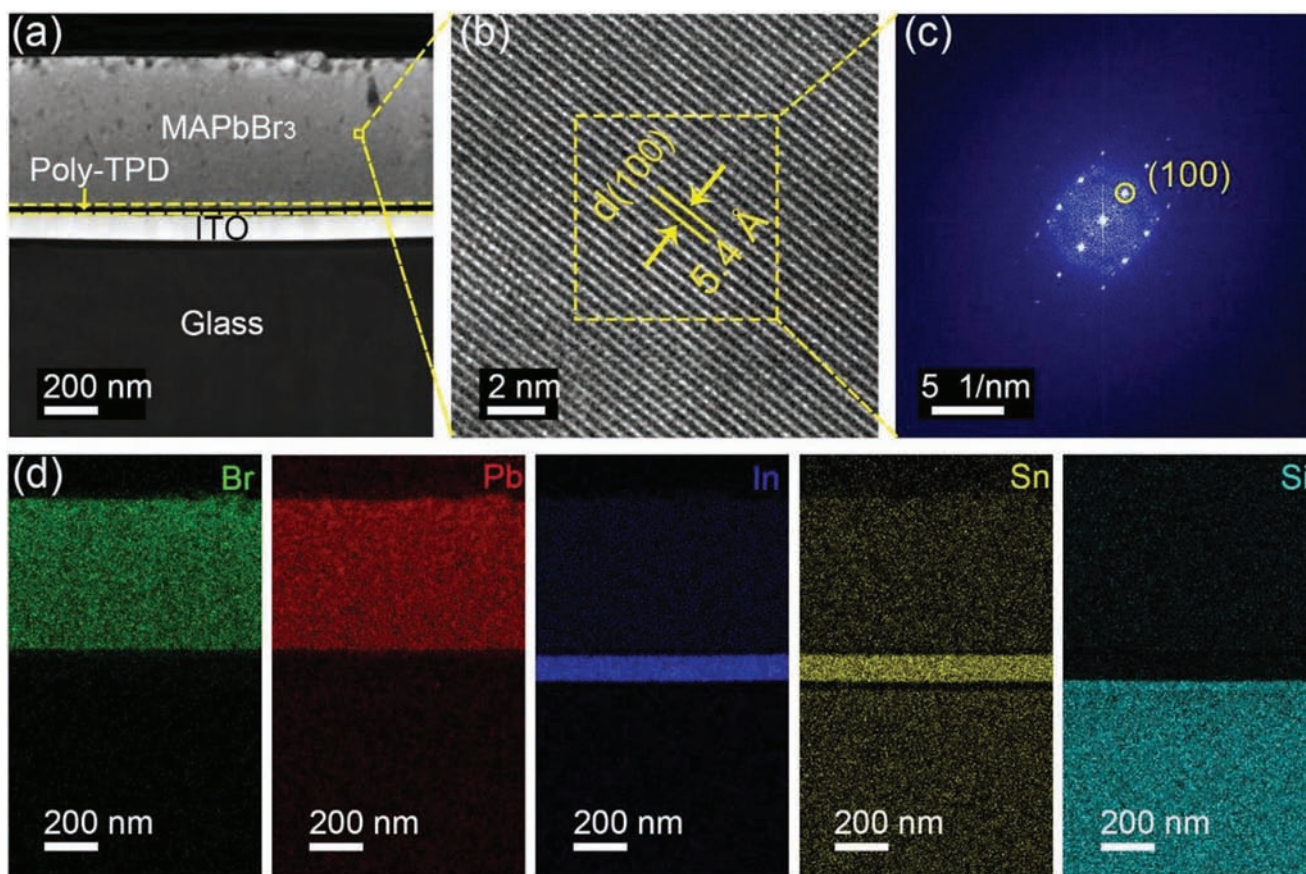 (a)
MAPbBr₃
Poly-TPD
ITO
Glass
200 nm
(b)
d(100)
5.4 Å
2 nm
(c)
(100)
5 1/nm
(d)
Br
200 nm
Pb
200 nm
In
200 nm
Sn
200 nm
Si
200 nm